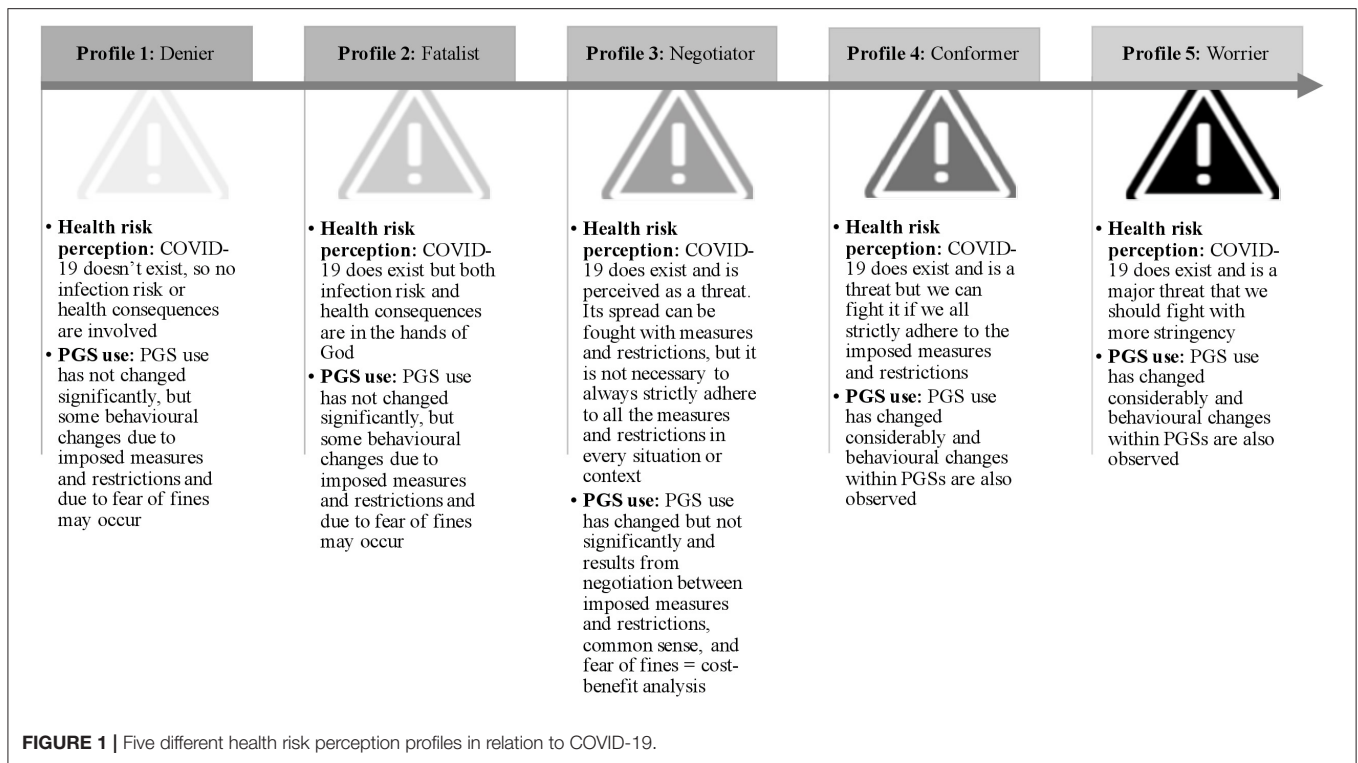 Profile 1: Denier
Profile 2: Fatalist
Profile 3: Negotiator
Profile 4: Conformer
Profile 5: Worrier
• Health risk
perception: COVID-
19 doesn't exist, so no
infection risk or
health consequences
are involved
• PGS use: PGS use
has not changed
significantly, but
some behavioural
changes due to
imposed measures
and restrictions and
due to fear of fines
may occur
• Health risk
perception: COVID-
19 does exist but both
infection risk and
health consequences
are in the hands of
God
• PGS use: PGS use
has not changed
significantly, but
some behavioural
changes due to
imposed measures
and restrictions and
due to fear of fines
may occur
• Health risk
perception: COVID-
19 does exist and is
perceived as a threat.
Its spread can be
fought with measures
and restrictions, but it
is not necessary to
always strictly adhere
to all the measures
and restrictions in
every situation or
context
• PGS use: PGS use
has changed but not
significantly and
results from
negotiation between
imposed measures
and restrictions,
common sense, and
fear of fines = cost-
benefit analysis
• Health risk
perception: COVID-
19 does exist and is a
threat but we can
fight it if we all
strictly adhere to the
imposed measures
and restrictions
• PGS use: PGS use
has changed
considerably and
behavioural changes
within PGSs are also
observed
• Health risk
perception: COVID-
19 does exist and is a
major threat that we
should fight with
more stringency
• PGS use: PGS use
has changed
considerably and
behavioural changes
within PGSs are also
observed
FIGURE 1 | Five different health risk perception profiles in relation to COVID-19.